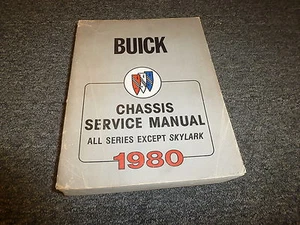 BUICK
CHASSIS
SERVICE MANUAL
ALL SERIES EXCEPT SKYLARK
1980